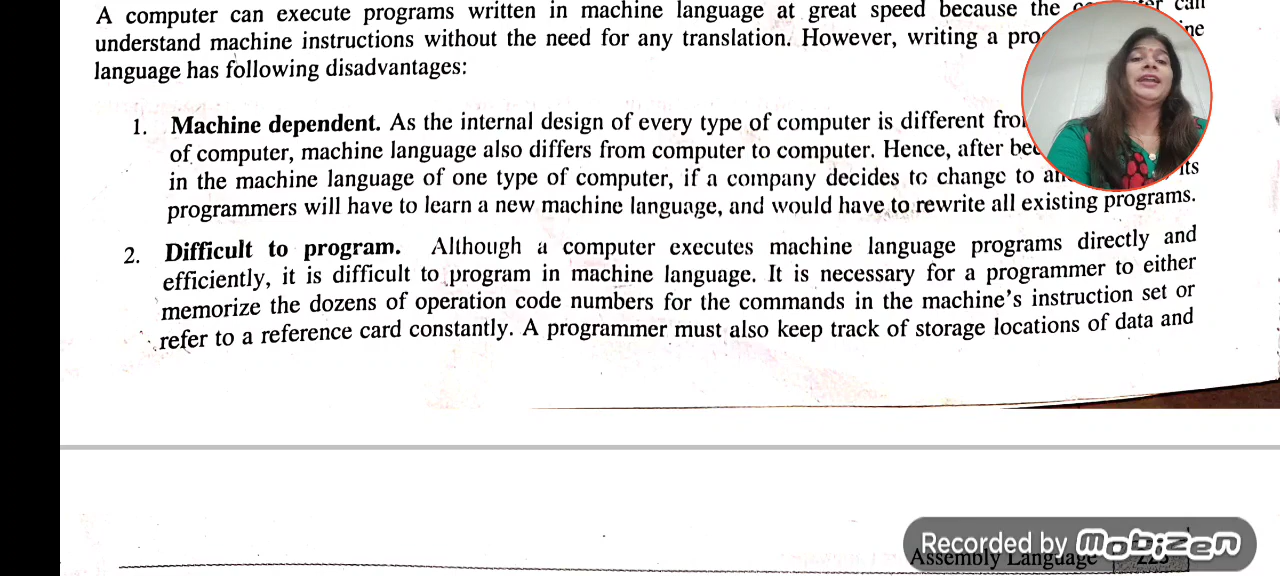 A computer can execute programs written in machine language at great speed because the can
understand machine instructions without the need for any translation. However, writing a
language has following disadvantages:
1. Machine dependent. As the internal design of every type of computer is different
of computer, machine language also differs from computer to computer. Hence, after
in the machine language of one type of computer, if a company decides to change to its
programmers will have to learn a new machine language, and would have to rewrite all existing programs.
2. Difficult to program. Although a computer executes machine language programs directly and
efficiently, it is difficult to program in machine language. It is necessary for a programmer to either
memorize the dozens of operation code numbers for the commands in the machine's instruction set or
refer to a reference card constantly. A programmer must also keep track of storage locations of data and
Recorded by Mobizen
Assembly Language